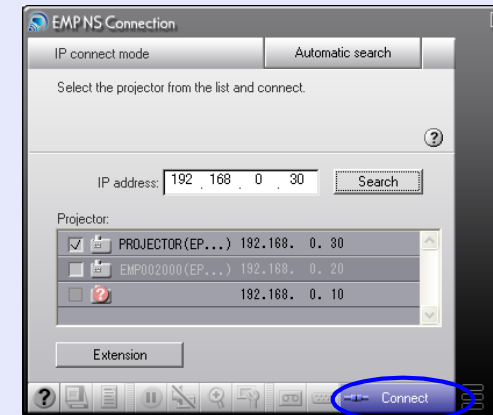 EMP NS Connection
IP connect mode
Automatic search
Select the projector from the list and connect.
?
IP address: 192 . 168 . 0 . 30
Search
Projector:
PROJECTOR(EP...) 192.168. 0. 30
EMP002000(EP...) 192.168. 0. 20
? 192.168. 0. 10
Extension
? Connect